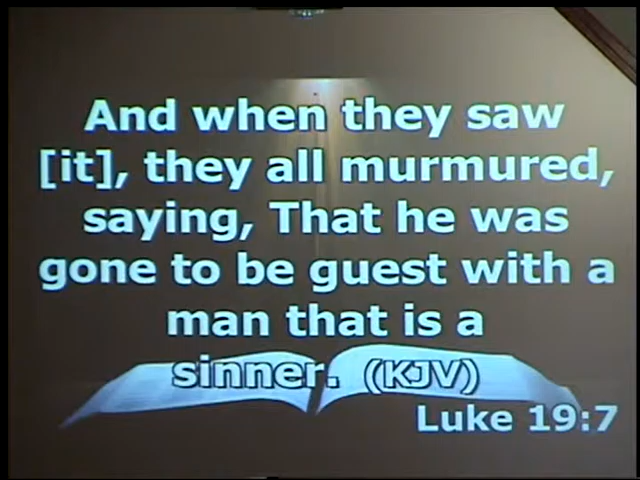 And when they saw
[it], they all murmured,
saying, That he was
gone to be guest with a
man that is a
sinner. (KJV)
Luke 19:7